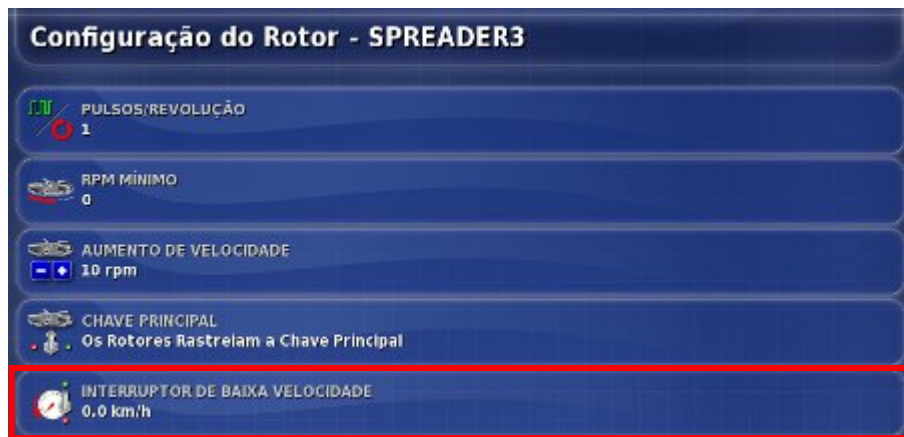 Configuração do Rotor - SPREADER3
PULSOS/REVOLUÇÃO
1
RPM MÍNIMO
0
AUMENTO DE VELOCIDADE
10 rpm
CHAVE PRINCIPAL
Os Rotores Rastreiam a Chave Principal
INTERRUPTOR DE BAIXA VELOCIDADE
0.0 km/h